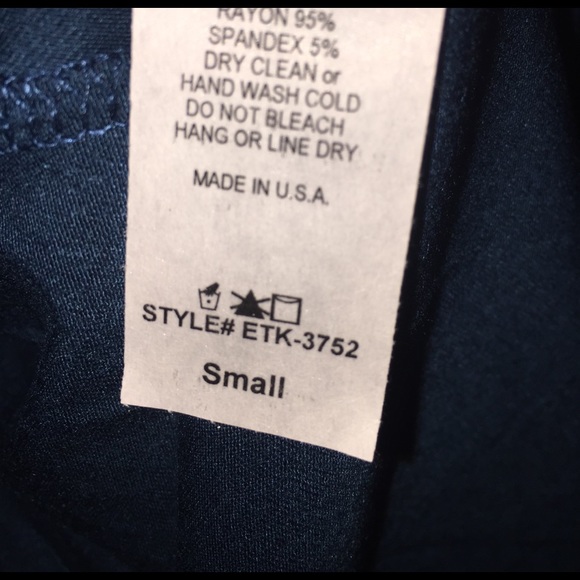 RAYON 95%
SPANDEX 5%
DRY CLEAN or
HAND WASH COLD
DO NOT BLEACH
HANG OR LINE DRY
MADE IN U.S.A.
STYLE# ETK-3752
Small